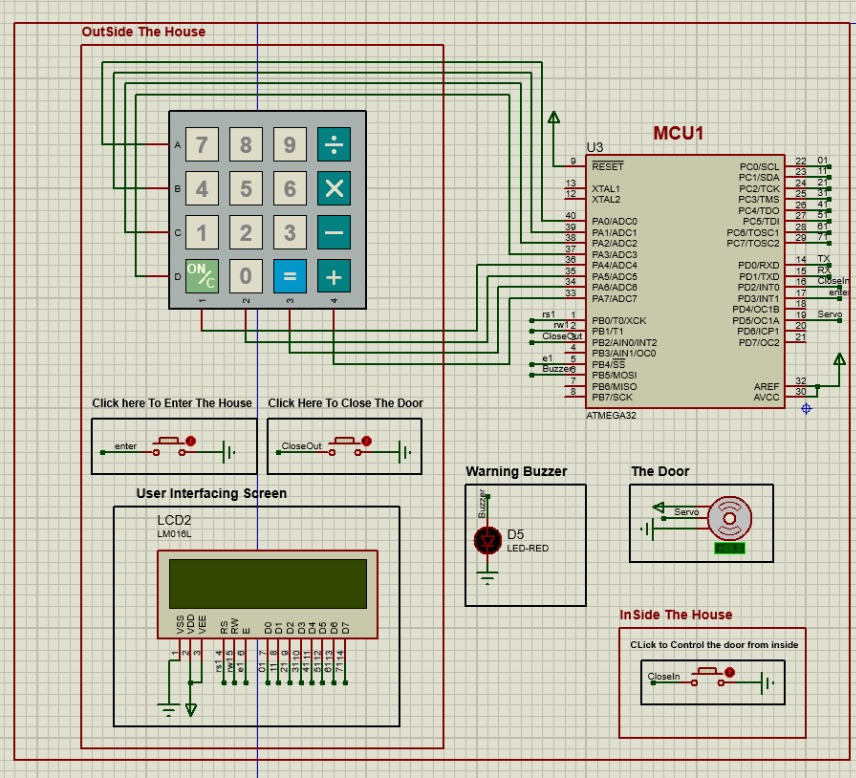 OutSide The House
A 7 8 9 ÷
B 4 5 6 ×
C 1 2 3 −
D ON/C 0 = +
1 2 3 4
MCU1
U3
9 RESET
13 XTAL1
12 XTAL2
40 PA0/ADC0
39 PA1/ADC1
38 PA2/ADC2
37 PA3/ADC3
36 PA4/ADC4
35 PA5/ADC5
34 PA6/ADC6
33 PA7/ADC7
rs1 1 PB0/T0/XCK
rw1 2 PB1/T1
CloseOut 3 PB2/AIN0/INT2
4 PB3/AIN1/OC0
e1 5 PB4/SS
Buzzer 6 PB5/MOSI
7 PB6/MISO
8 PB7/SCK
PC0/SCL 22 01
PC1/SDA 23 11
PC2/TCK 24 21
PC3/TMS 25 31
PC4/TDO 26 41
PC5/TDI 27 51
PC6/TOSC1 28 61
PC7/TOSC2 29 71
PD0/RXD 14 TX
PD1/TXD 15 RX
PD2/INT0 16 CloseIn
PD3/INT1 17 enter
PD4/OC1B 18
PD5/OC1A 19 Servo
PD6/ICP1 20
PD7/OC2 21
AREF 32
AVCC 30
ATMEGA32
Click here To Enter The House
enter
Click Here To Close The Door
CloseOut
User Interfacing Screen
LCD2
LM016L
VSS VDD VEE RS RW E D0 D1 D2 D3 D4 D5 D6 D7
1 2 3 4 5 6 7 8 9 10 11 12 13 14
rs1 rw1 e1 01 11 21 31 41 51 61 71
Warning Buzzer
Buzzer
D5
LED-RED
The Door
Servo
InSide The House
CLick to Control the door from inside
CloseIn